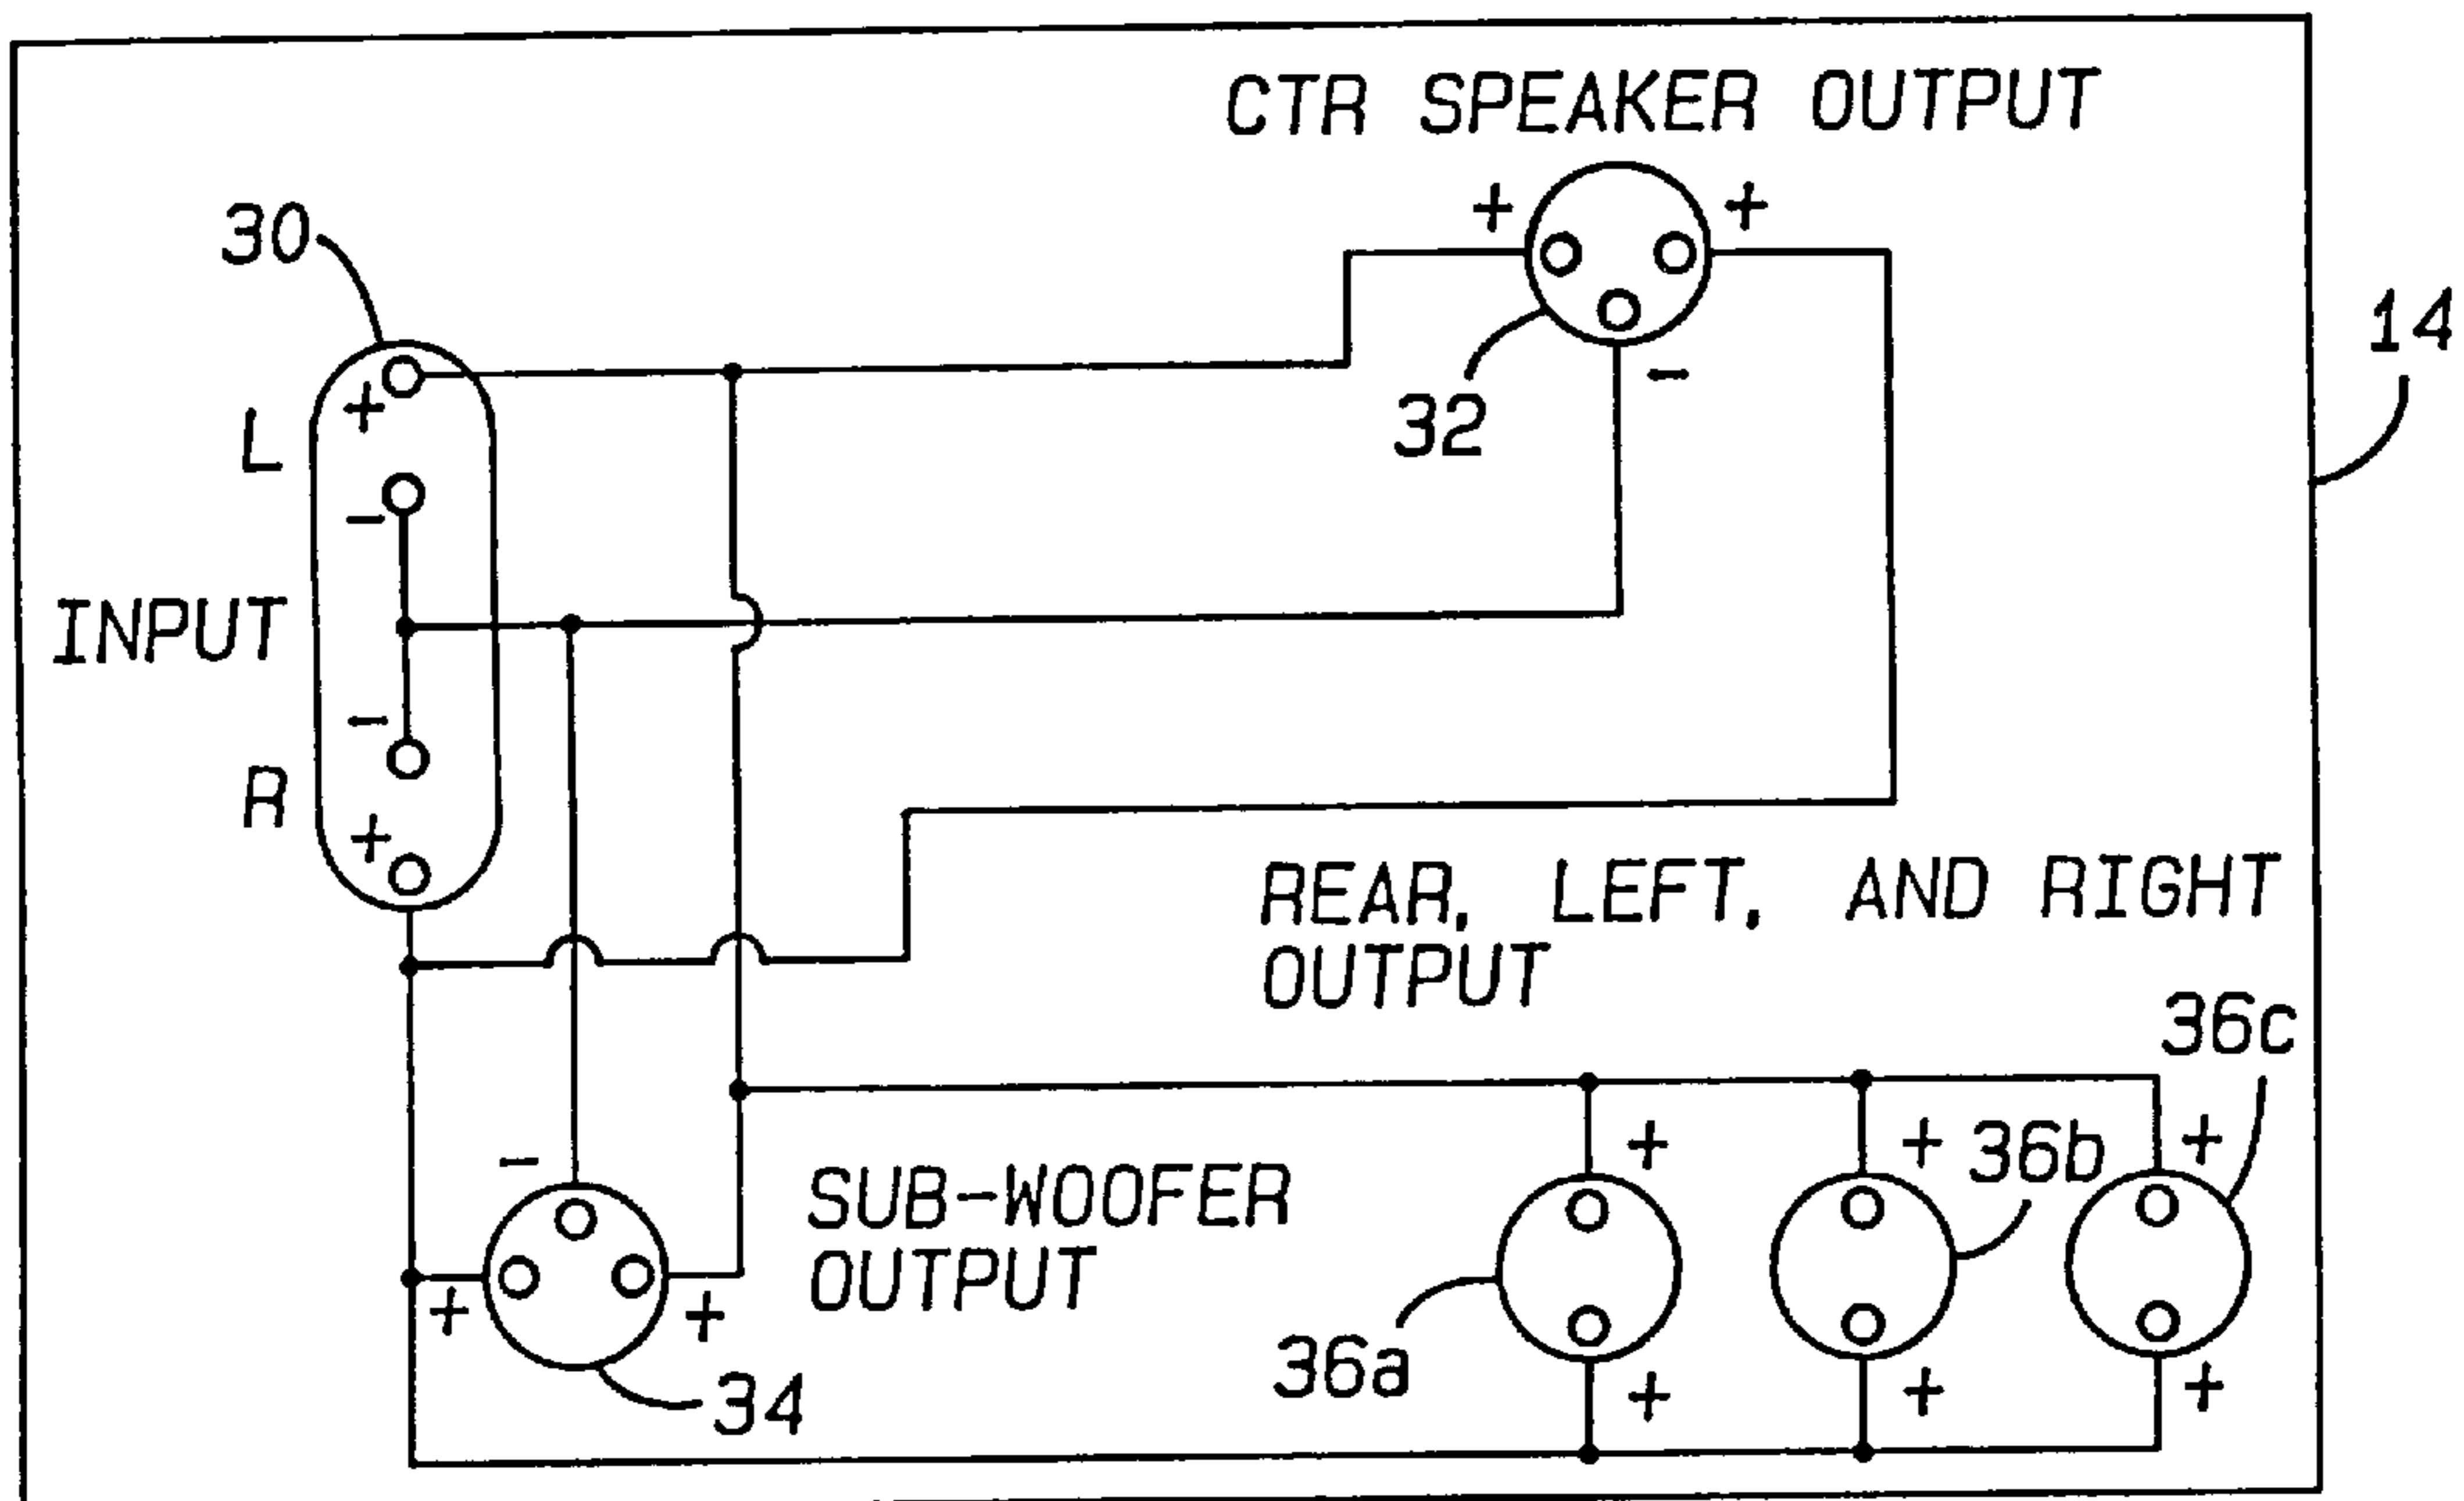 CTR SPEAKER OUTPUT
+ +
30
14
+
-
L
32
-
INPUT
-
R
+
REAR, LEFT, AND RIGHT
OUTPUT
36c
+ + 36b +
-
SUB-WOOFER
OUTPUT
+ +
36a
+ + +
34